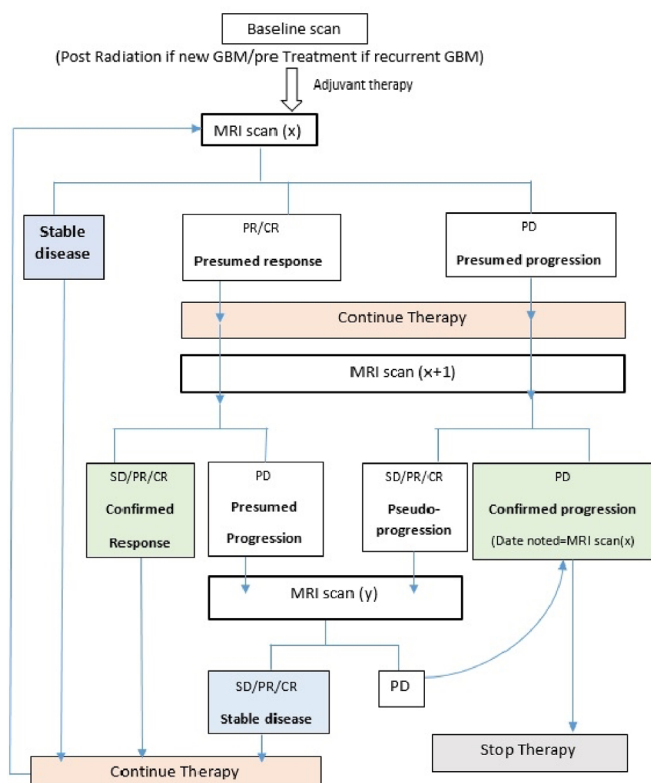 Baseline scan
(Post Radiation if new GBM/pre Treatment if recurrent GBM)
Adjuvant therapy
MRI scan (x)
Stable
disease
PR/CR
Presumed response
PD
Presumed progression
Continue Therapy
MRI scan (x+1)
SD/PR/CR
Confirmed
Response
PD
Presumed
Progression
SD/PR/CR
Pseudo-
progression
PD
Confirmed progression
(Date noted=MRI scan(x)
MRI scan (y)
SD/PR/CR
Stable disease
PD
Stop Therapy
Continue Therapy